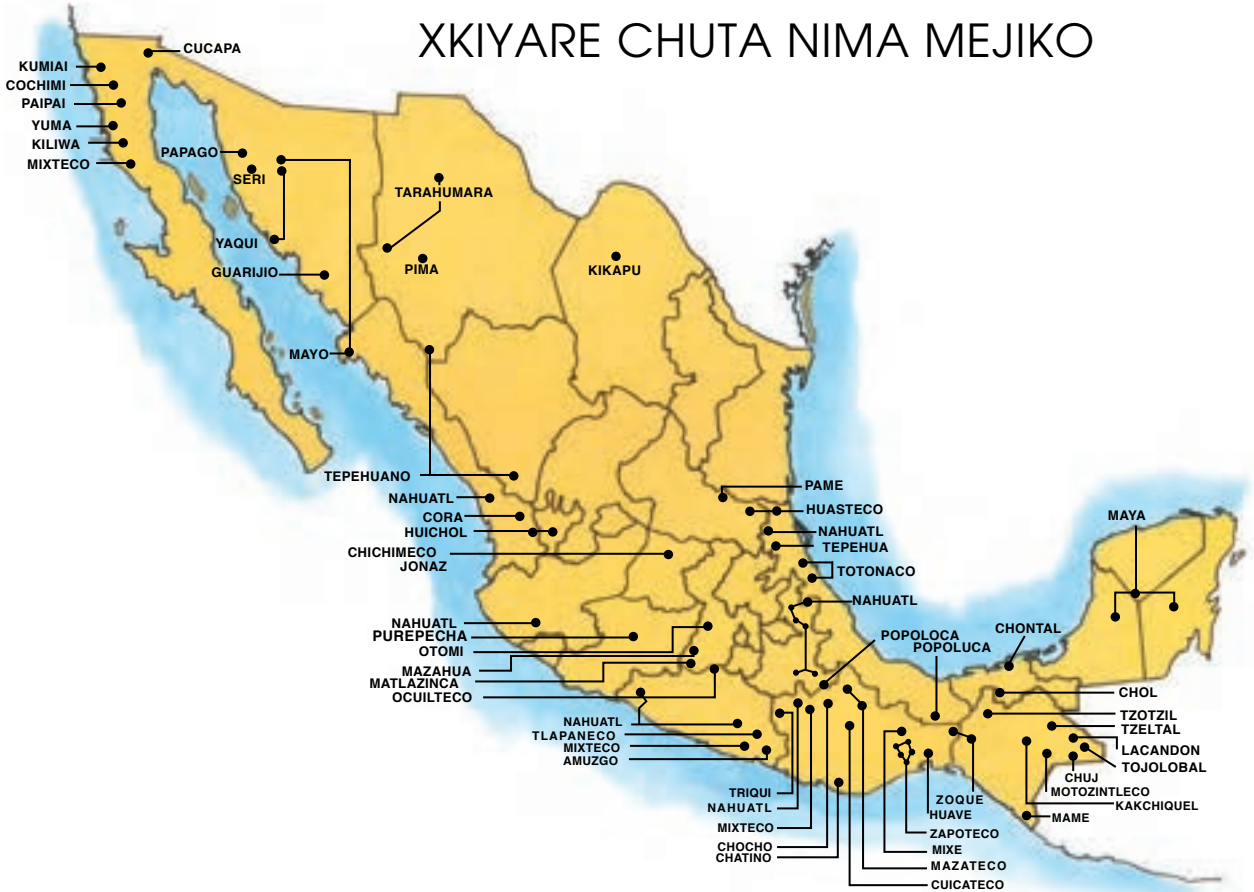 XKIYARE CHUTA NIMA MEJIKO
CUCAPA
KUMIAI
COCHIMI
PAIPAI
YUMA
KILIWA
MIXTECO
PAPAGO
SERI
TARAHUMARA
YAQUI
GUARIJIO
PIMA
KIKAPU
MAYO
TEPEHUANO
NAHUATL
CORA
HUICHOL
CHICHIMECO
JONAZ
PAME
HUASTECO
NAHUATL
TEPEHUA
TOTONACO
NAHUATL
MAYA
NAHUATL
PUREPECHA
OTOMI
MAZAHUA
MATLAZINCA
OCUILTECO
POPOLOCA
POPOLUCA
CHONTAL
NAHUATL
TLAPANECO
MIXTECO
AMUZGO
CHOL
TZOTZIL
TZELTAL
LACANDON
TOJOLOBAL
CHUJ
MOTOZINTLECO
KAKCHIQUEL
MAME
TRIQUI
NAHUATL
MIXTECO
CHOCHO
CHATINO
ZOQUE
HUAVE
ZAPOTECO
MIXE
MAZATECO
CUICATECO